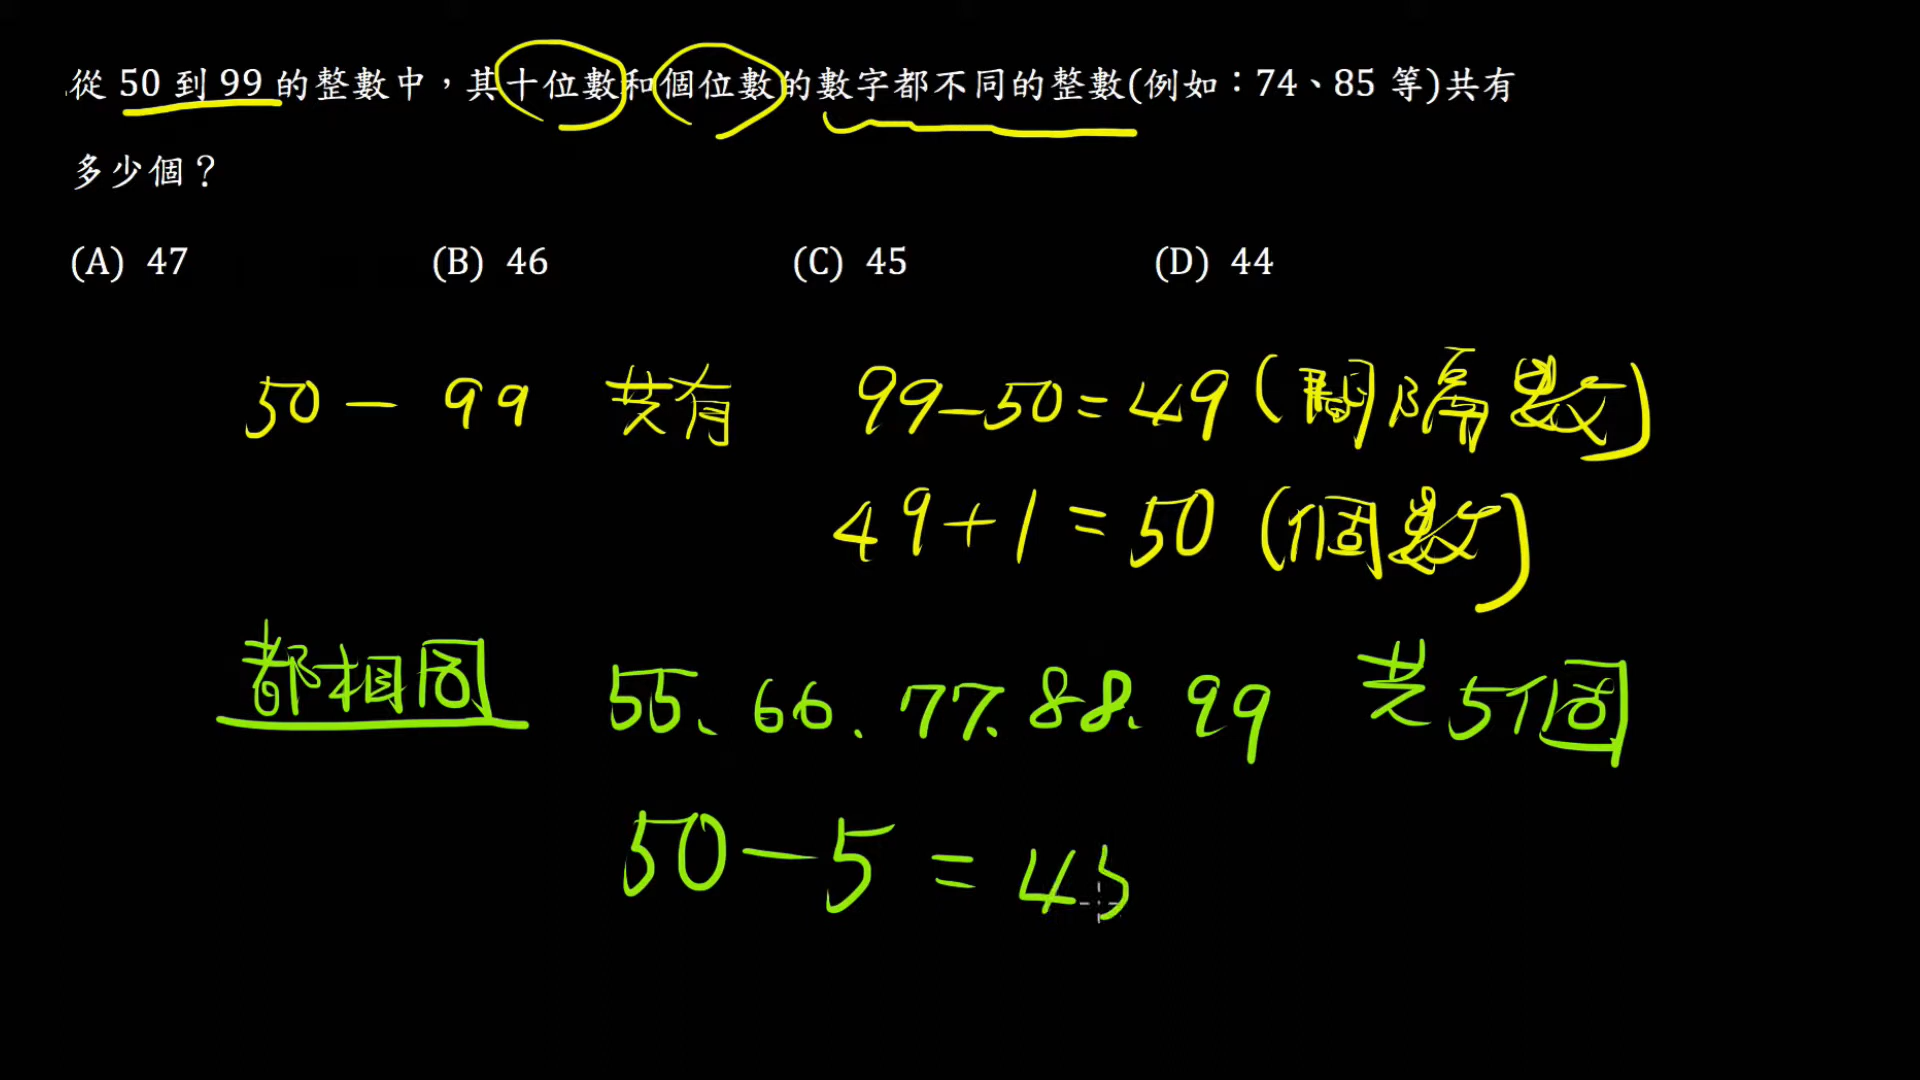 從 50 到 99 的整數中，其十位數和個位數的數字都不同的整數(例如：74、85 等)共有
多少個？
(A) 47 (B) 46 (C) 45 (D) 44
50 — 99 共有 99－50＝49 (間隔數)
49＋1＝50 (個數)
都相同 55、66、77、88、99 共5個
50－5＝45